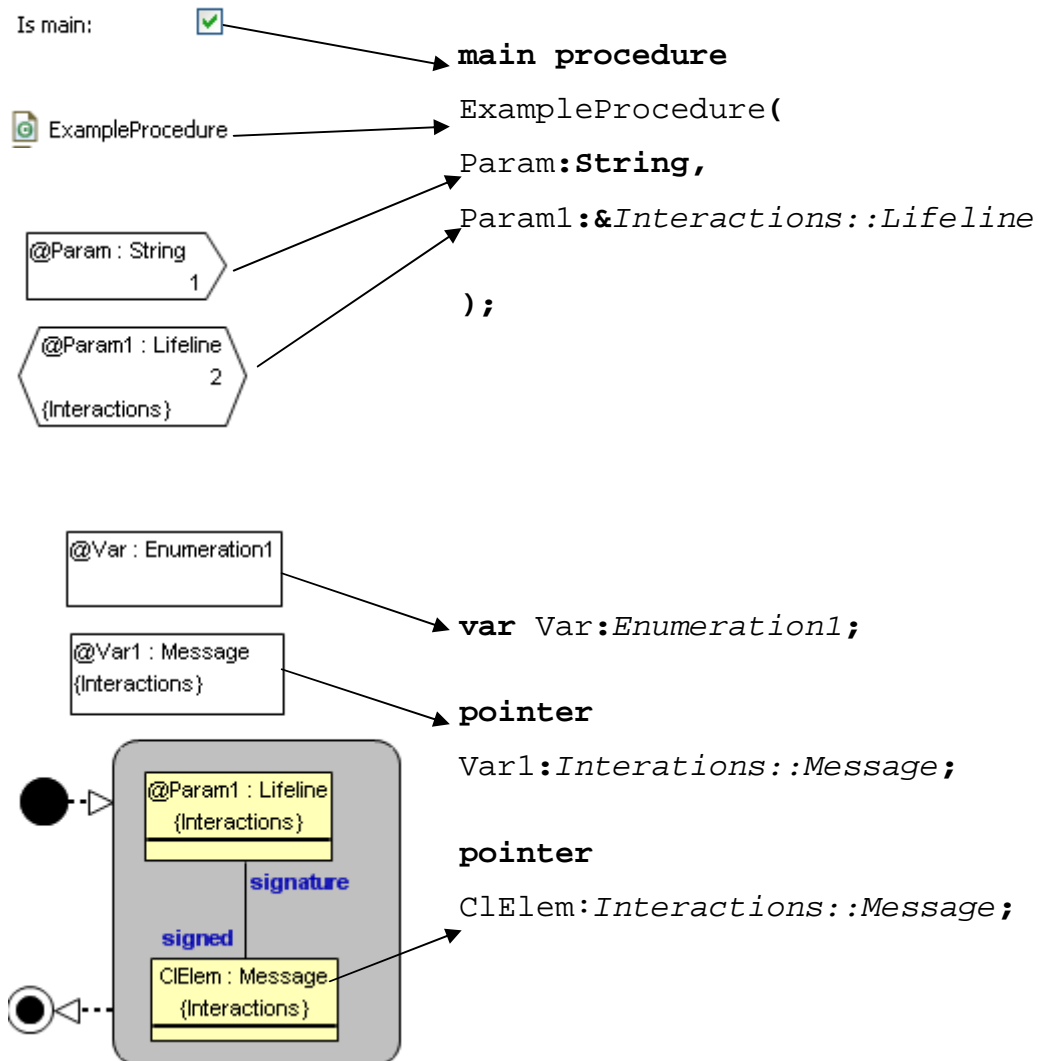 Is main:
main procedure
ExampleProcedure
ExampleProcedure(
Param:String,
Param1:&Interactions::Lifeline
@Param : String
1
);
@Param1 : Lifeline
2
{Interactions}
@Var : Enumeration1
var Var:Enumeration1;
@Var1 : Message
{Interactions}
pointer
Var1:Interations::Message;
@Param1 : Lifeline
{Interactions}
signature
signed
pointer
ClElem:Interactions::Message;
ClElem : Message
{Interactions}